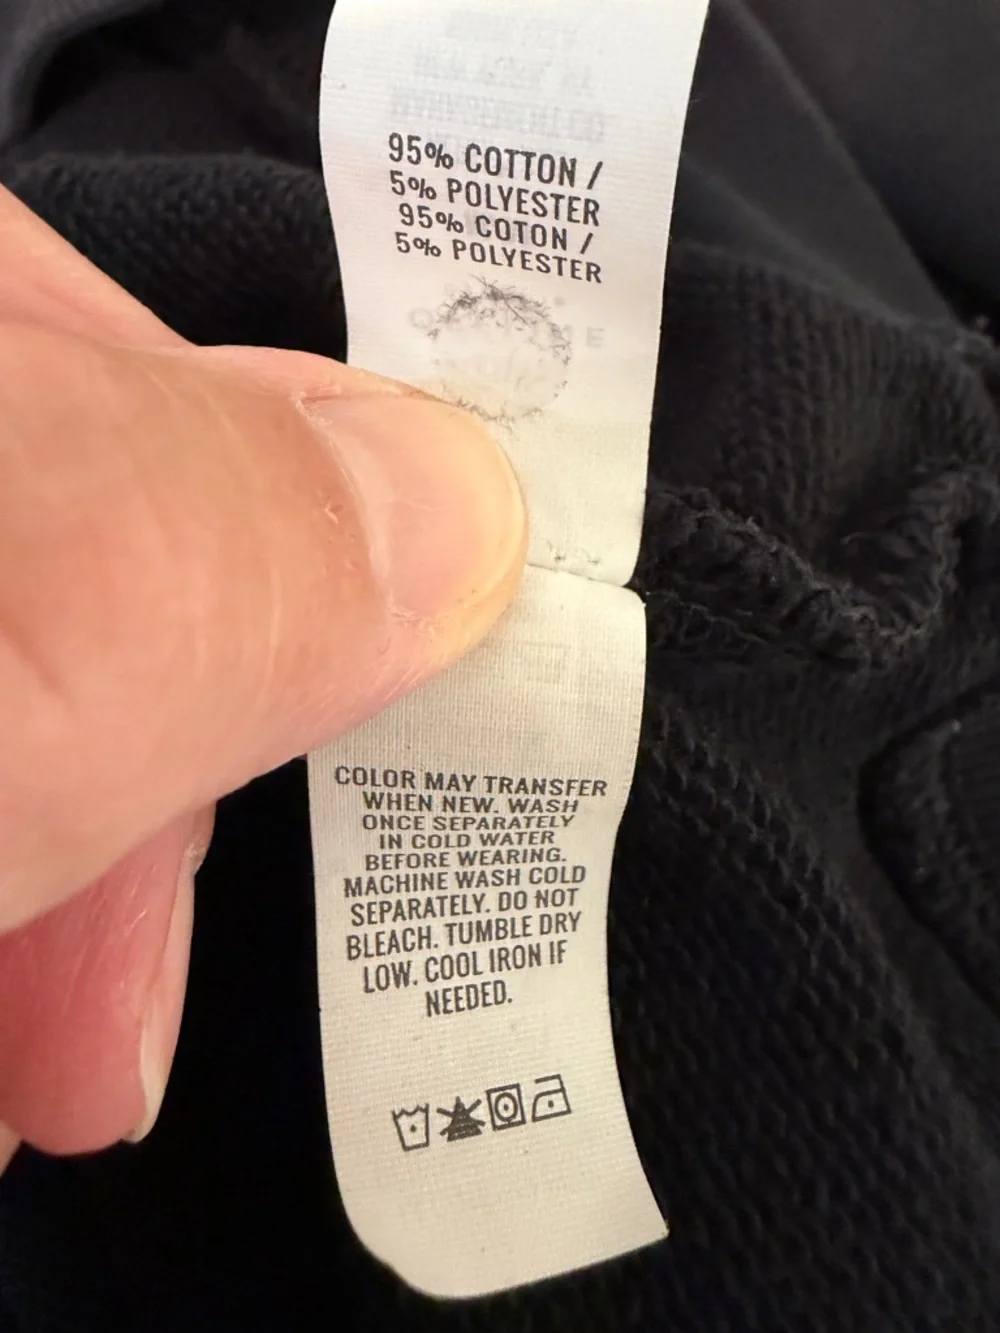 95% COTTON /
5% POLYESTER
95% COTON /
5% POLYESTER
COLOR MAY TRANSFER
WHEN NEW. WASH
ONCE SEPARATELY
IN COLD WATER
BEFORE WEARING.
MACHINE WASH COLD
SEPARATELY. DO NOT
BLEACH. TUMBLE DRY
LOW. COOL IRON IF
NEEDED.